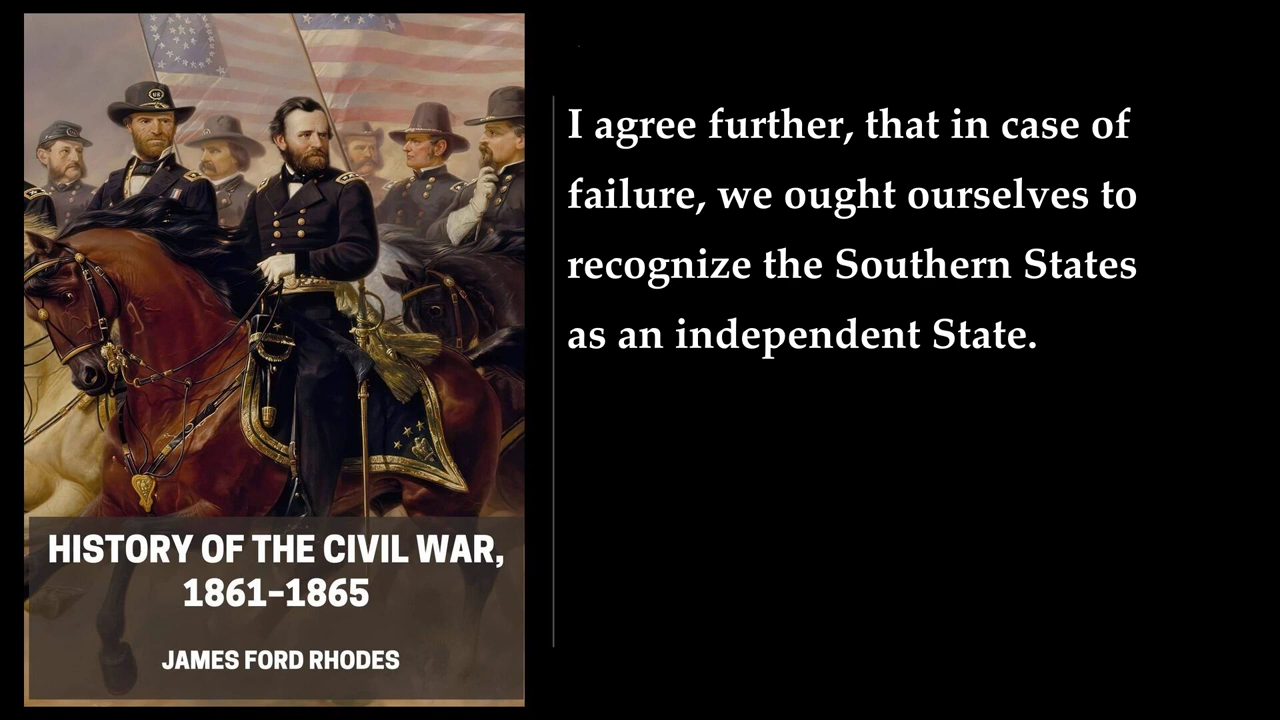 I agree further, that in case of
failure, we ought ourselves to
recognize the Southern States
as an independent State.
HISTORY OF THE CIVIL WAR,
1861–1865
JAMES FORD RHODES